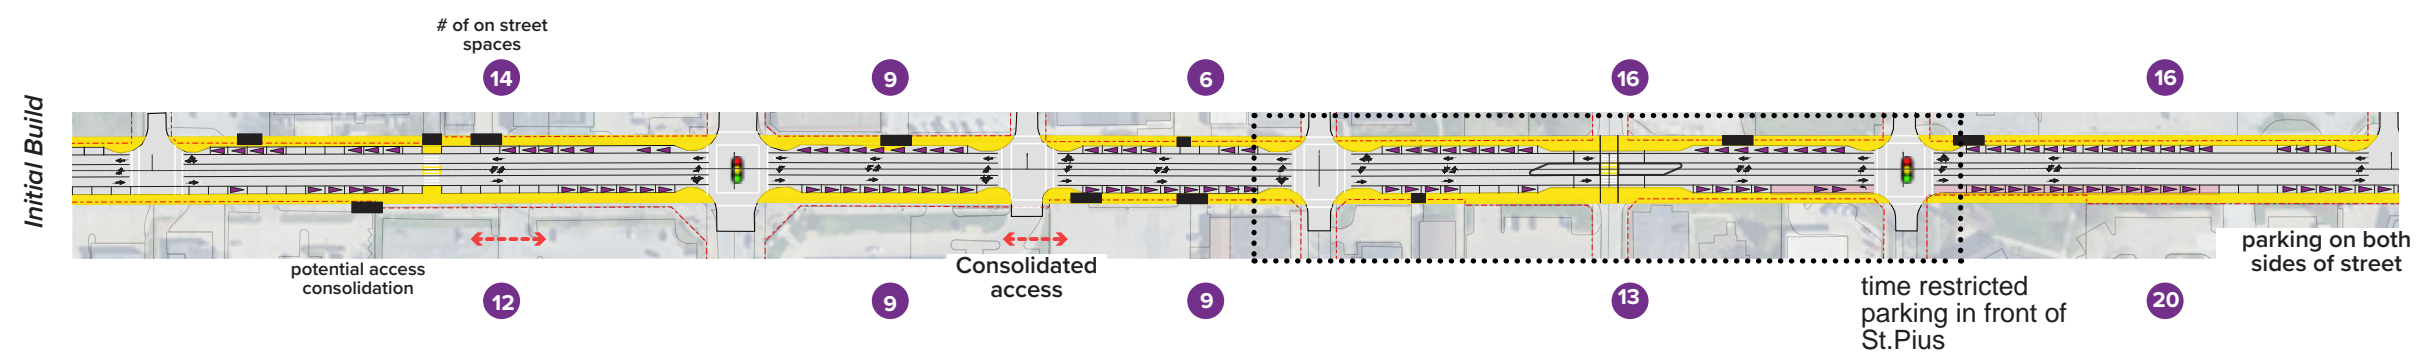 # of on street
spaces
14
9
6
16
16
Initial Build
potential access
consolidation
Consolidated
access
parking on both
sides of street
time restricted
parking in front of
St.Pius
12
9
9
13
20